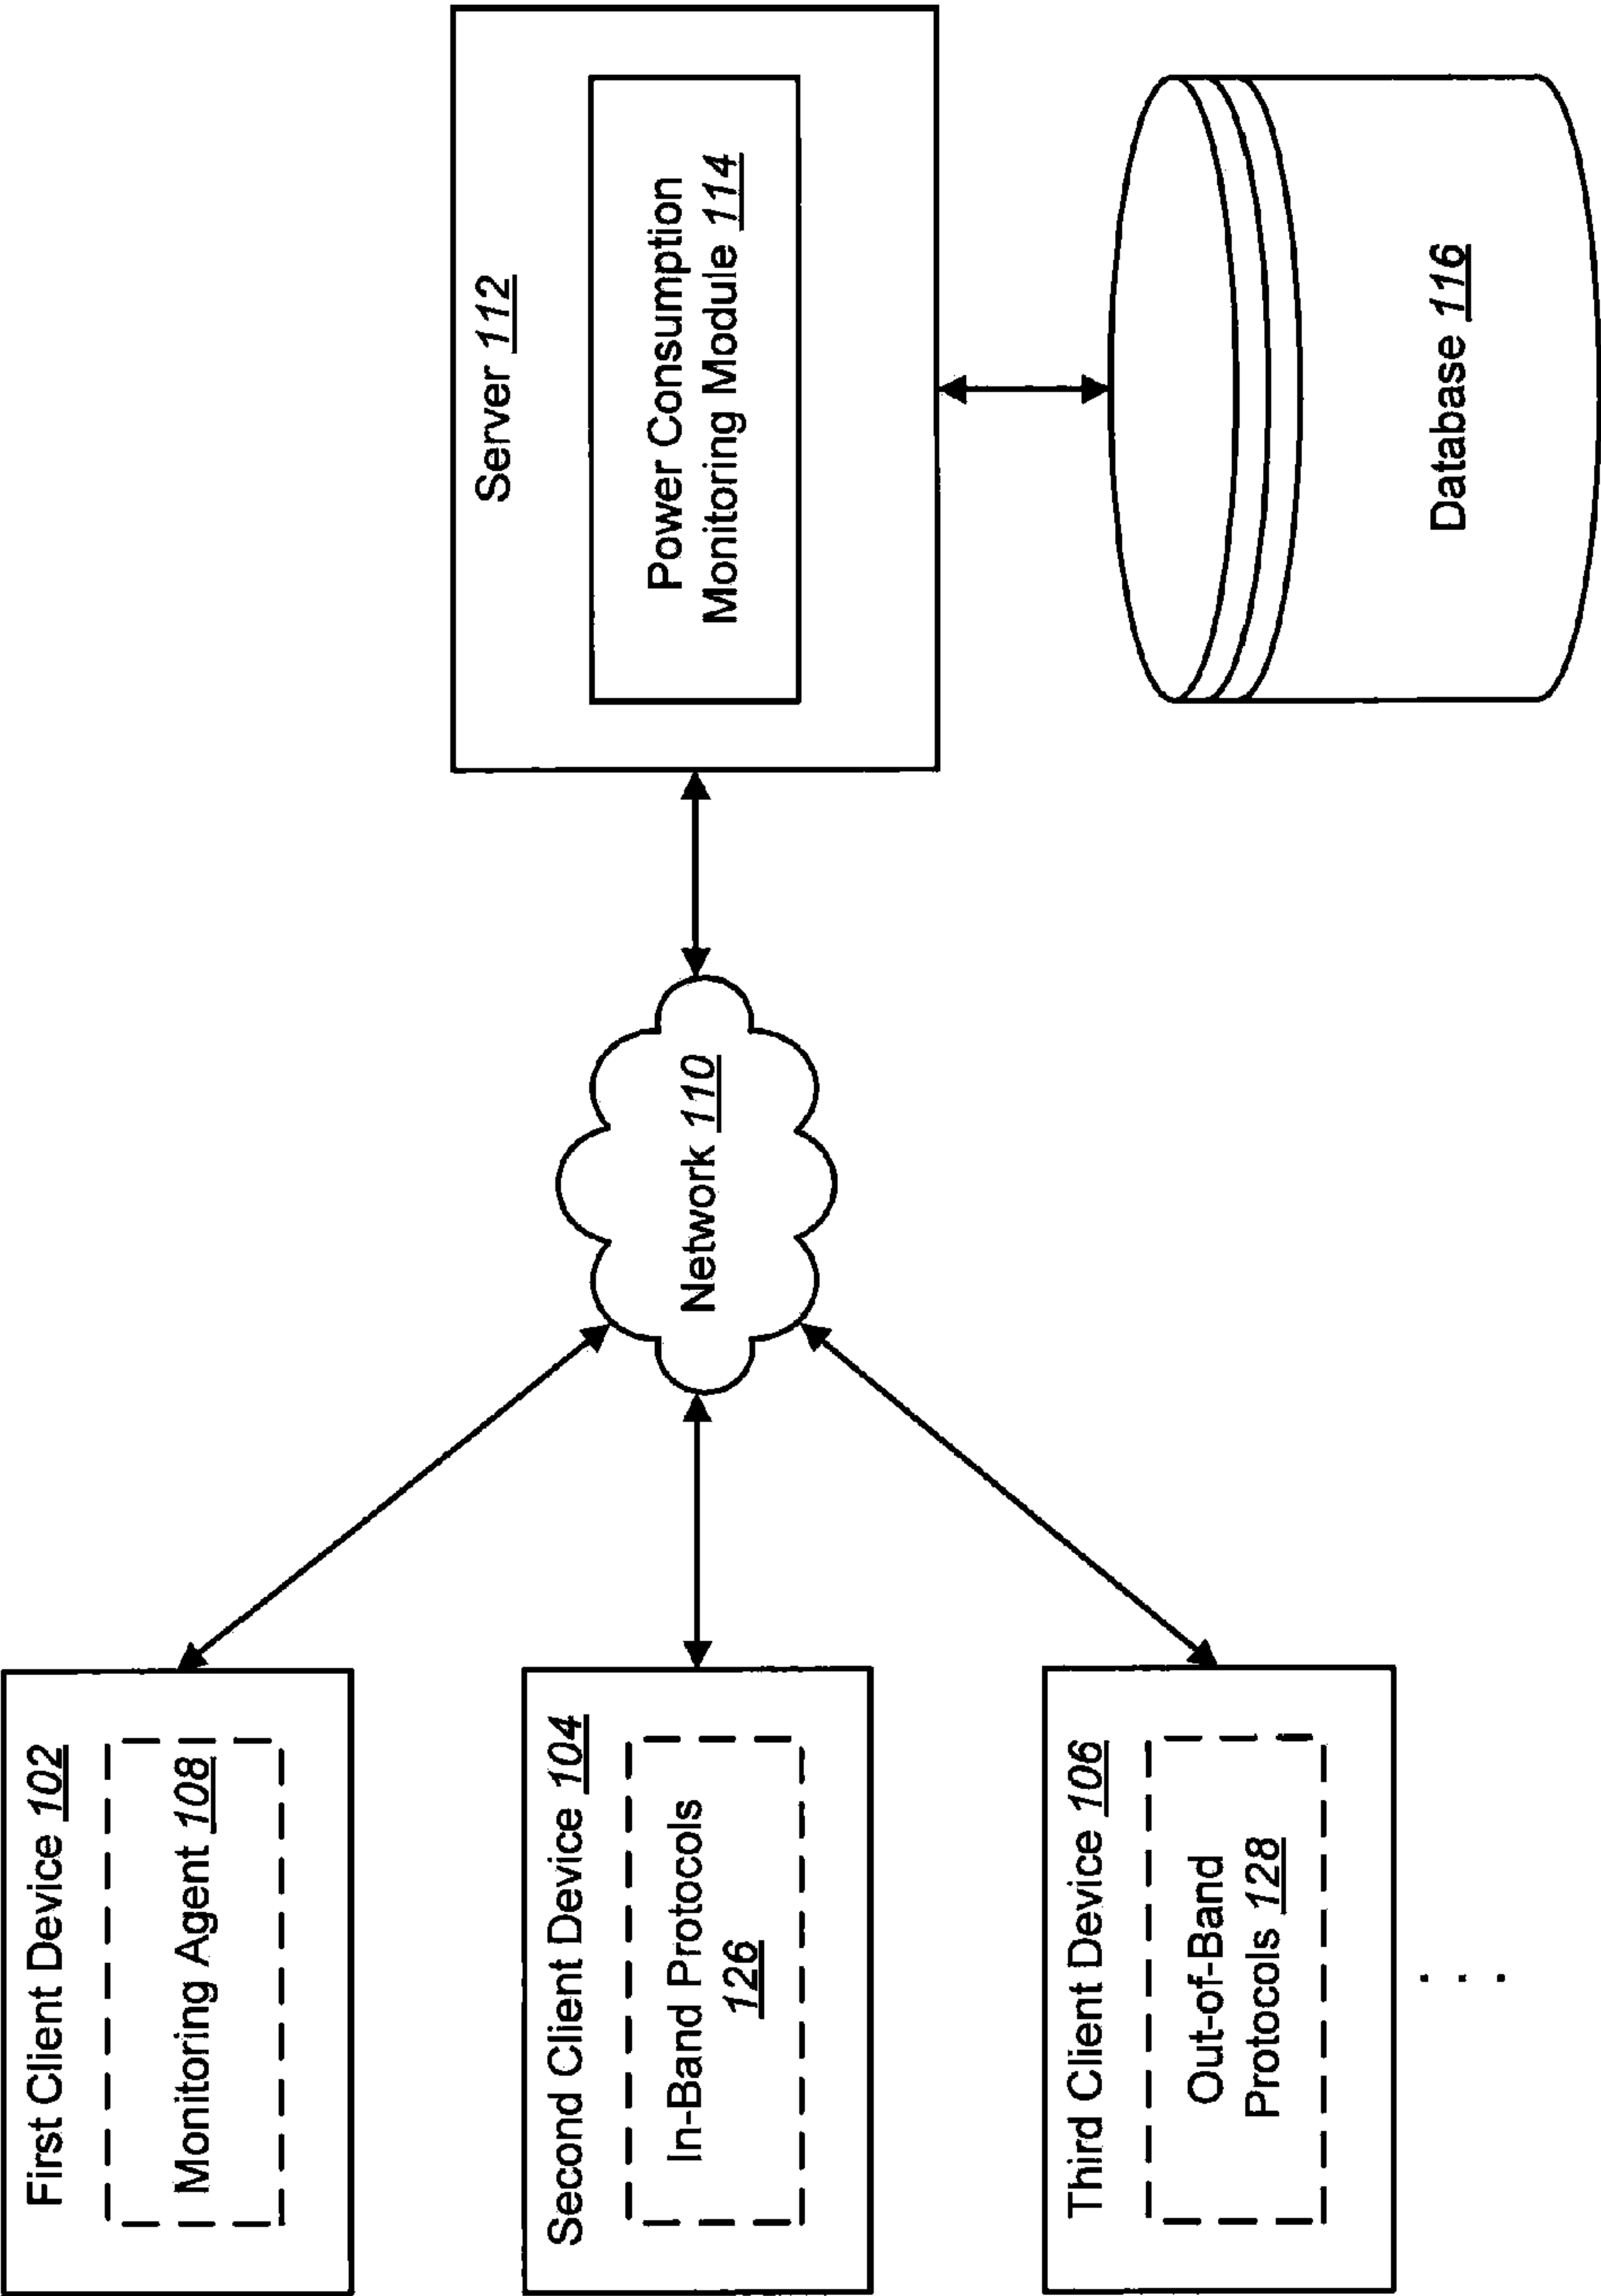 First Client Device 102
Monitoring Agent 108
Second Client Device 104
In-Band Protocols
126
Third Client Device 106
Out-of-Band
Protocols 128
. . .
Network 110
Server 112
Power Consumption
Monitoring Module 114
Database 116